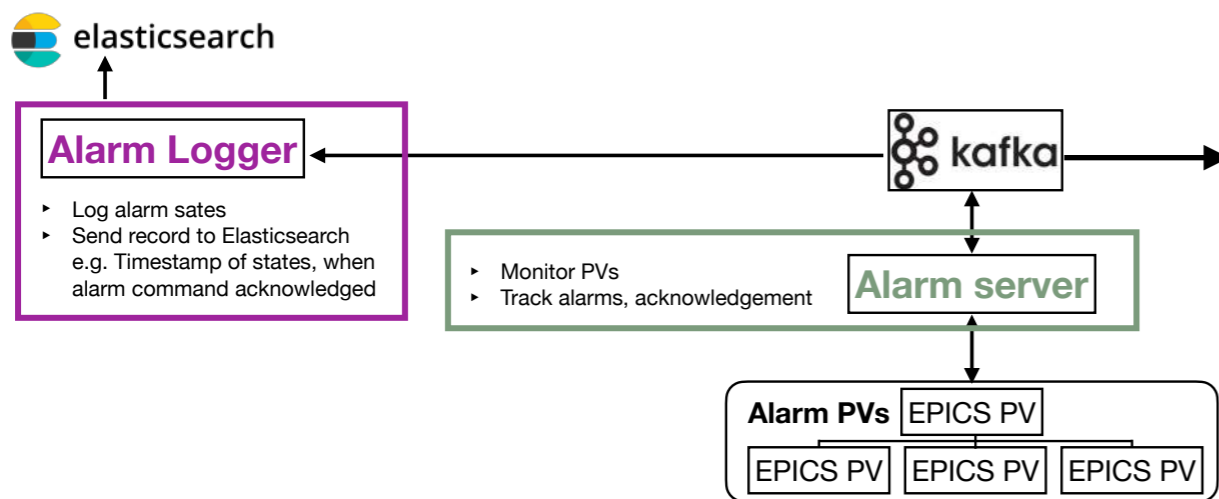 elasticsearch
Alarm Logger
‣ Log alarm sates
‣ Send record to Elasticsearch
e.g. Timestamp of states, when
alarm command acknowledged
kafka
‣ Monitor PVs
‣ Track alarms, acknowledgement
Alarm server
Alarm PVs EPICS PV
EPICS PV EPICS PV EPICS PV